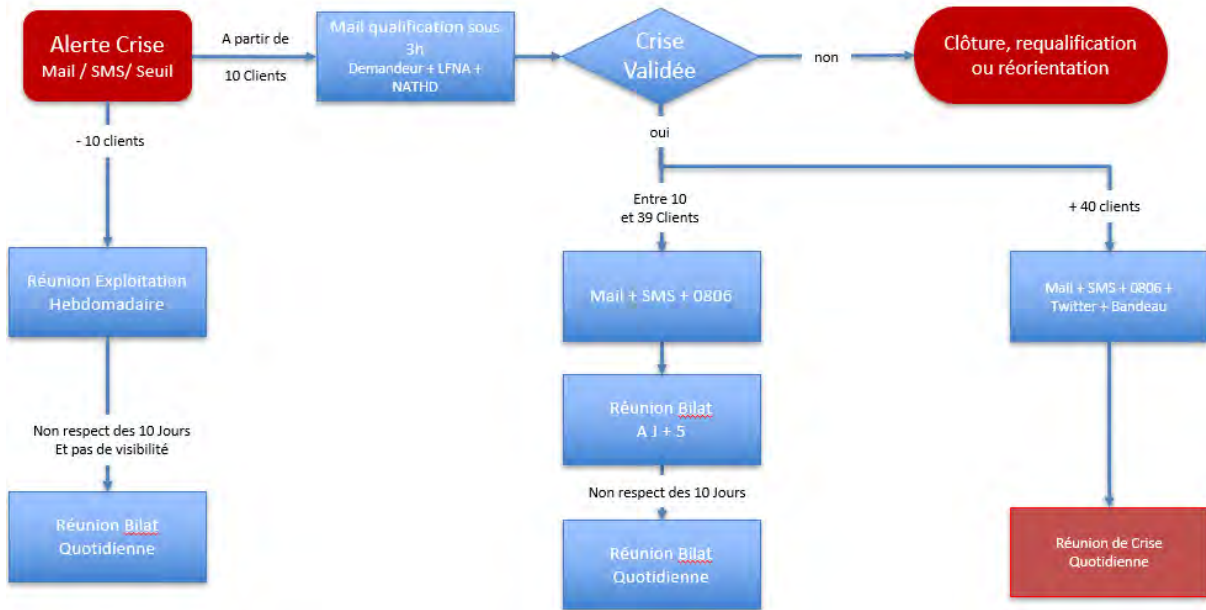 Alerte Crise
Mail / SMS/ Seuil
A partir de
10 Clients
Mail qualification sous
3h
Demandeur + LFNA +
NATHD
Crise
Validée
non
Clôture, requalification
ou réorientation
- 10 clients
oui
Entre 10
et 39 Clients
+ 40 clients
Réunion Exploitation
Hebdomadaire
Mail + SMS + 0806
Mail + SMS + 0806 +
Twitter + Bandeau
Réunion Bilat
A J + 5
Non respect des 10 Jours
Et pas de visibilité
Non respect des 10 Jours
Réunion Bilat
Quotidienne
Réunion Bilat
Quotidienne
Réunion de Crise
Quotidienne